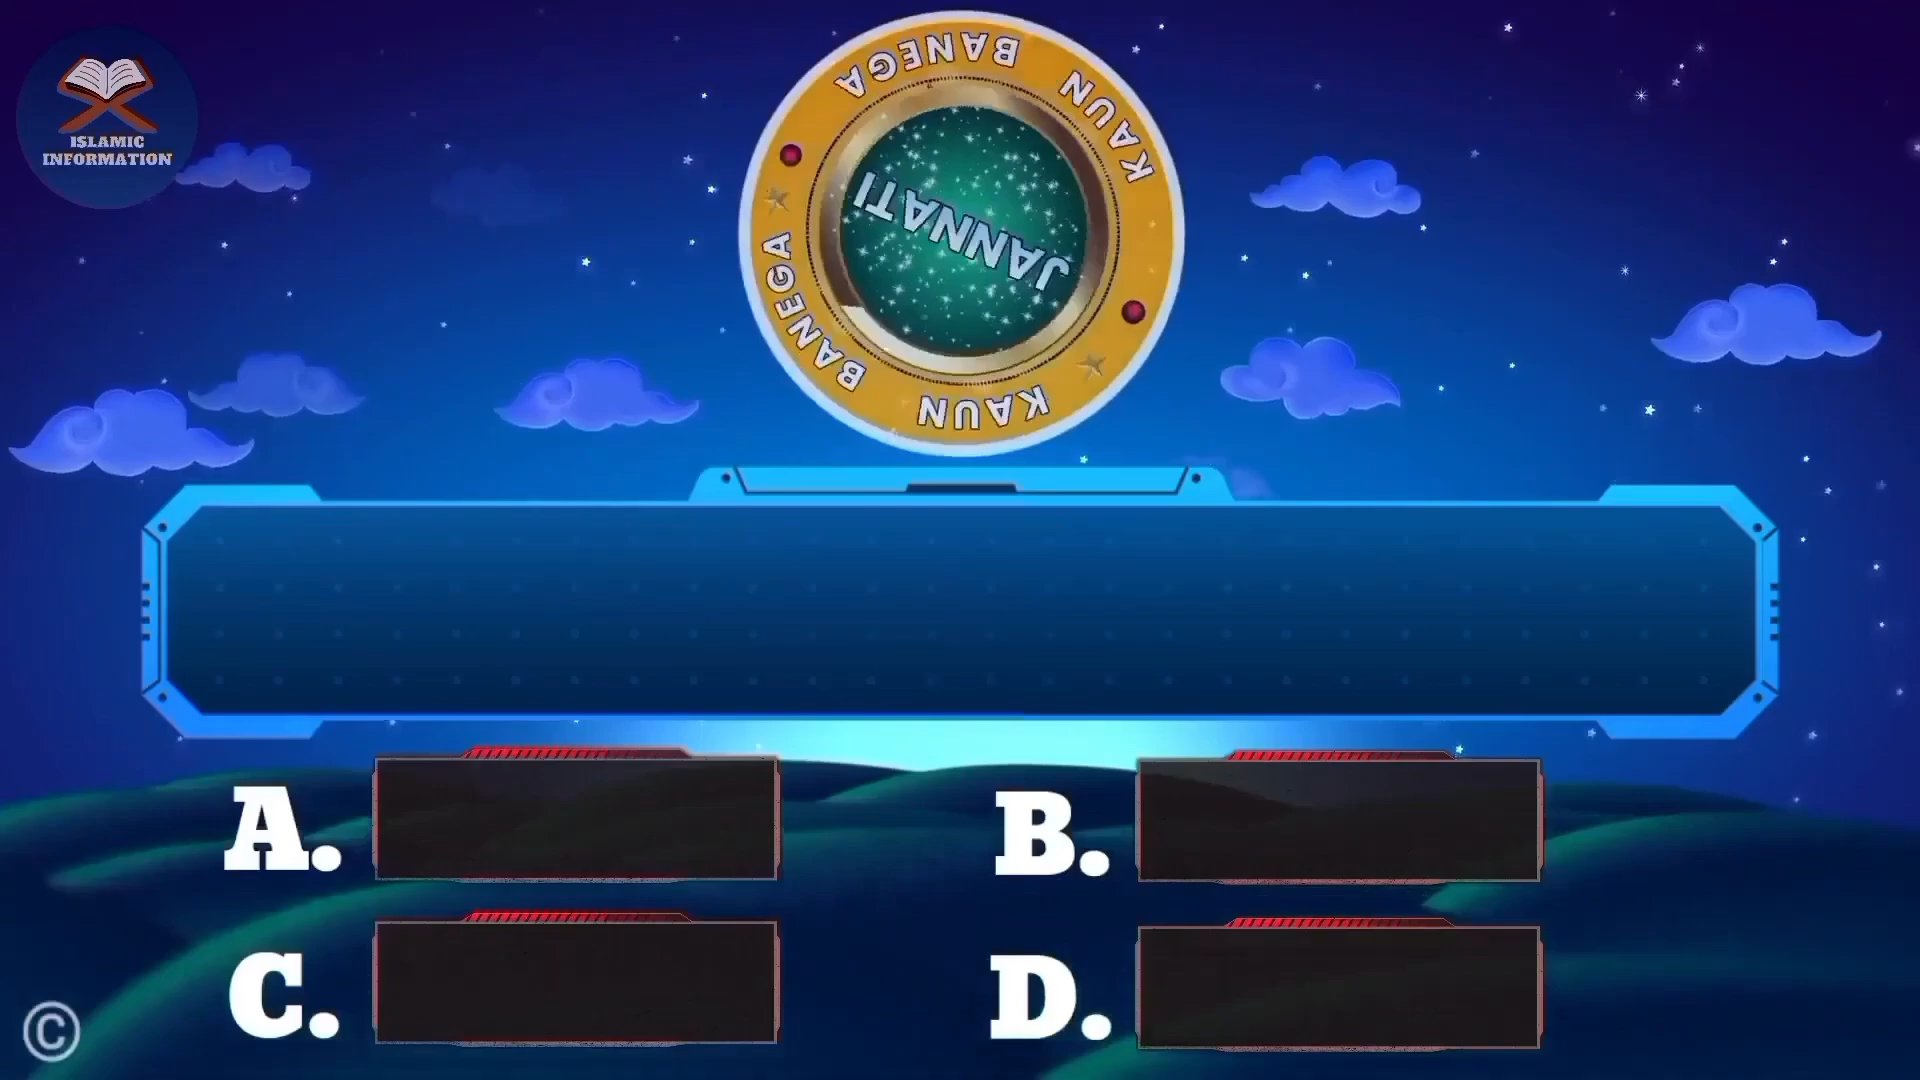 ISLAMIC
INFORMATION
KAUN BANEGA
JANNATI
KAUN BANEGA
A.
B.
C.
D.
©